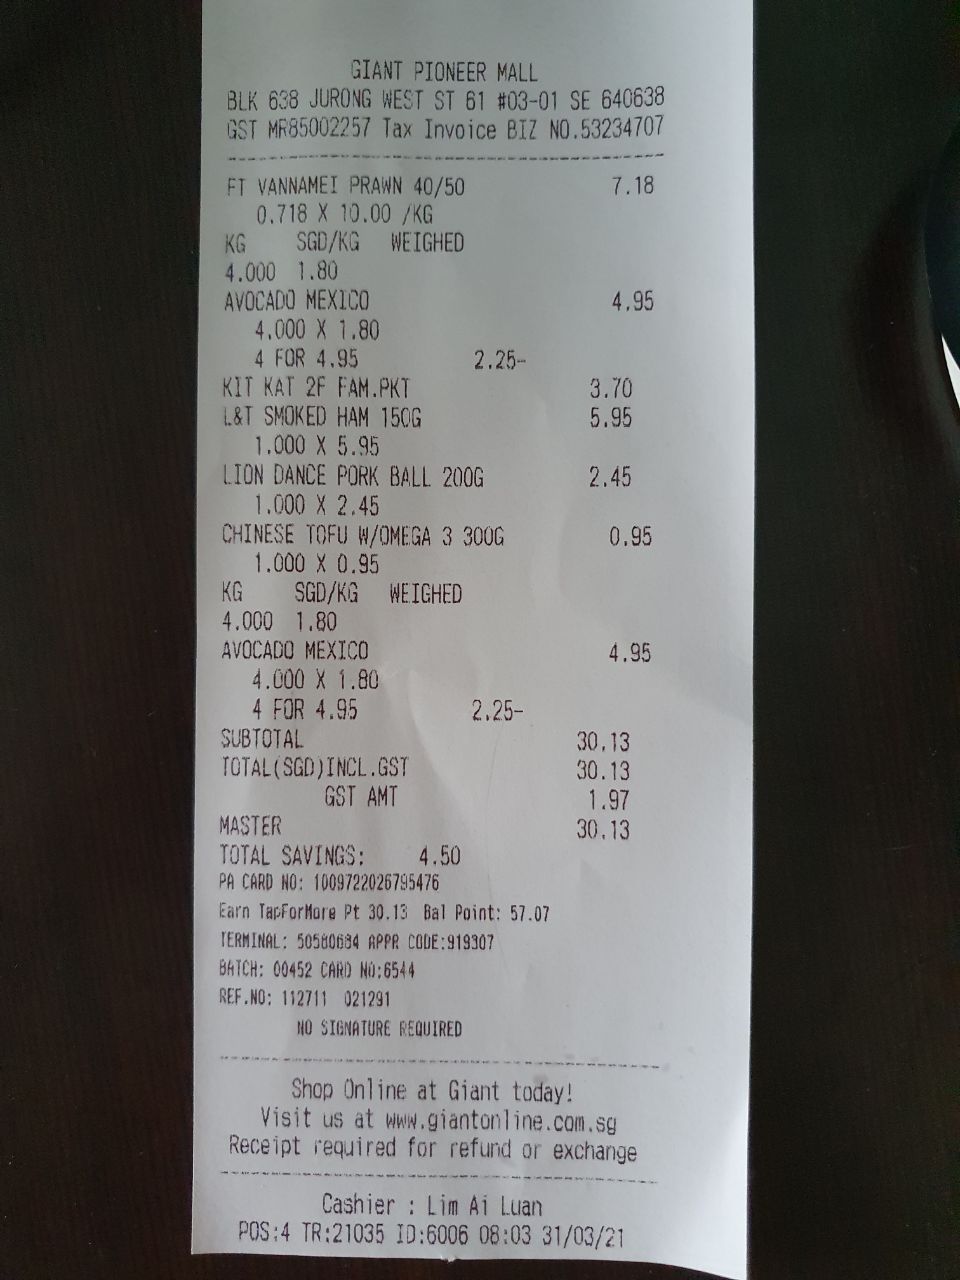 GIANT PIONEER MALL
BLK 638 JURONG WEST ST 61 #03-01 SE 640638
GST MR85002257 Tax Invoice BIZ NO.53234707
FT VANNAMEI PRAWN 40/50 7.18
0.718 X 10.00 /KG
KG SGD/KG WEIGHED
4.000 1.80
AVOCADO MEXICO 4.95
4.000 X 1.80
4 FOR 4.95 2.25-
KIT KAT 2F FAM.PKT 3.70
L&T SMOKED HAM 150G 5.95
1.000 X 5.95
LION DANCE PORK BALL 200G 2.45
1.000 X 2.45
CHINESE TOFU W/OMEGA 3 300G 0.95
1.000 X 0.95
KG SGD/KG WEIGHED
4.000 1.80
AVOCADO MEXICO 4.95
4.000 X 1.80
4 FOR 4.95 2.25-
SUBTOTAL 30.13
TOTAL(SGD)INCL.GST 30.13
GST AMT 1.97
MASTER 30.13
TOTAL SAVINGS: 4.50
PA CARD NO: 1009722026795476
Earn TapForMore Pt 30.13 Bal Point: 57.07
TERMINAL: 50580684 APPR CODE:919307
BATCH: 00452 CARD NO:6544
REF.NO: 112711 021291
NO SIGNATURE REQUIRED
Shop Online at Giant today!
Visit us at www.giantonline.com.sg
Receipt required for refund or exchange
Cashier : Lim Ai Luan
POS:4 TR:21035 ID:6006 08:03 31/03/21